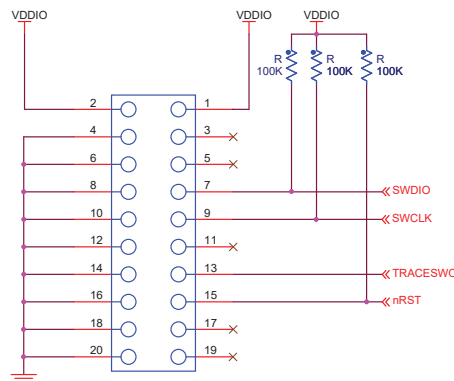 VDDIO VDDIO VDDIO
R R R
100K 100K 100K
2 1
4 3
6 5
8 7 SWDIO
10 9 SWCLK
12 11
14 13 TRACESWO
16 15 nRST
18 17
20 19